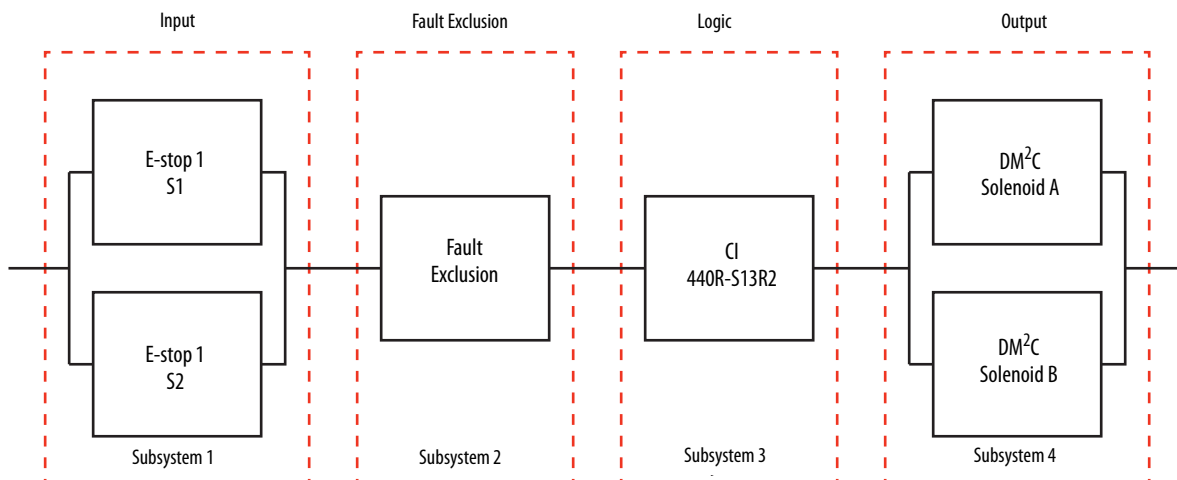 Input
Fault Exclusion
Logic
Output
E-stop 1
S1
E-stop 1
S2
Fault
Exclusion
CI
440R-S13R2
DM²C
Solenoid A
DM²C
Solenoid B
Subsystem 1
Subsystem 2
Subsystem 3
Subsystem 4